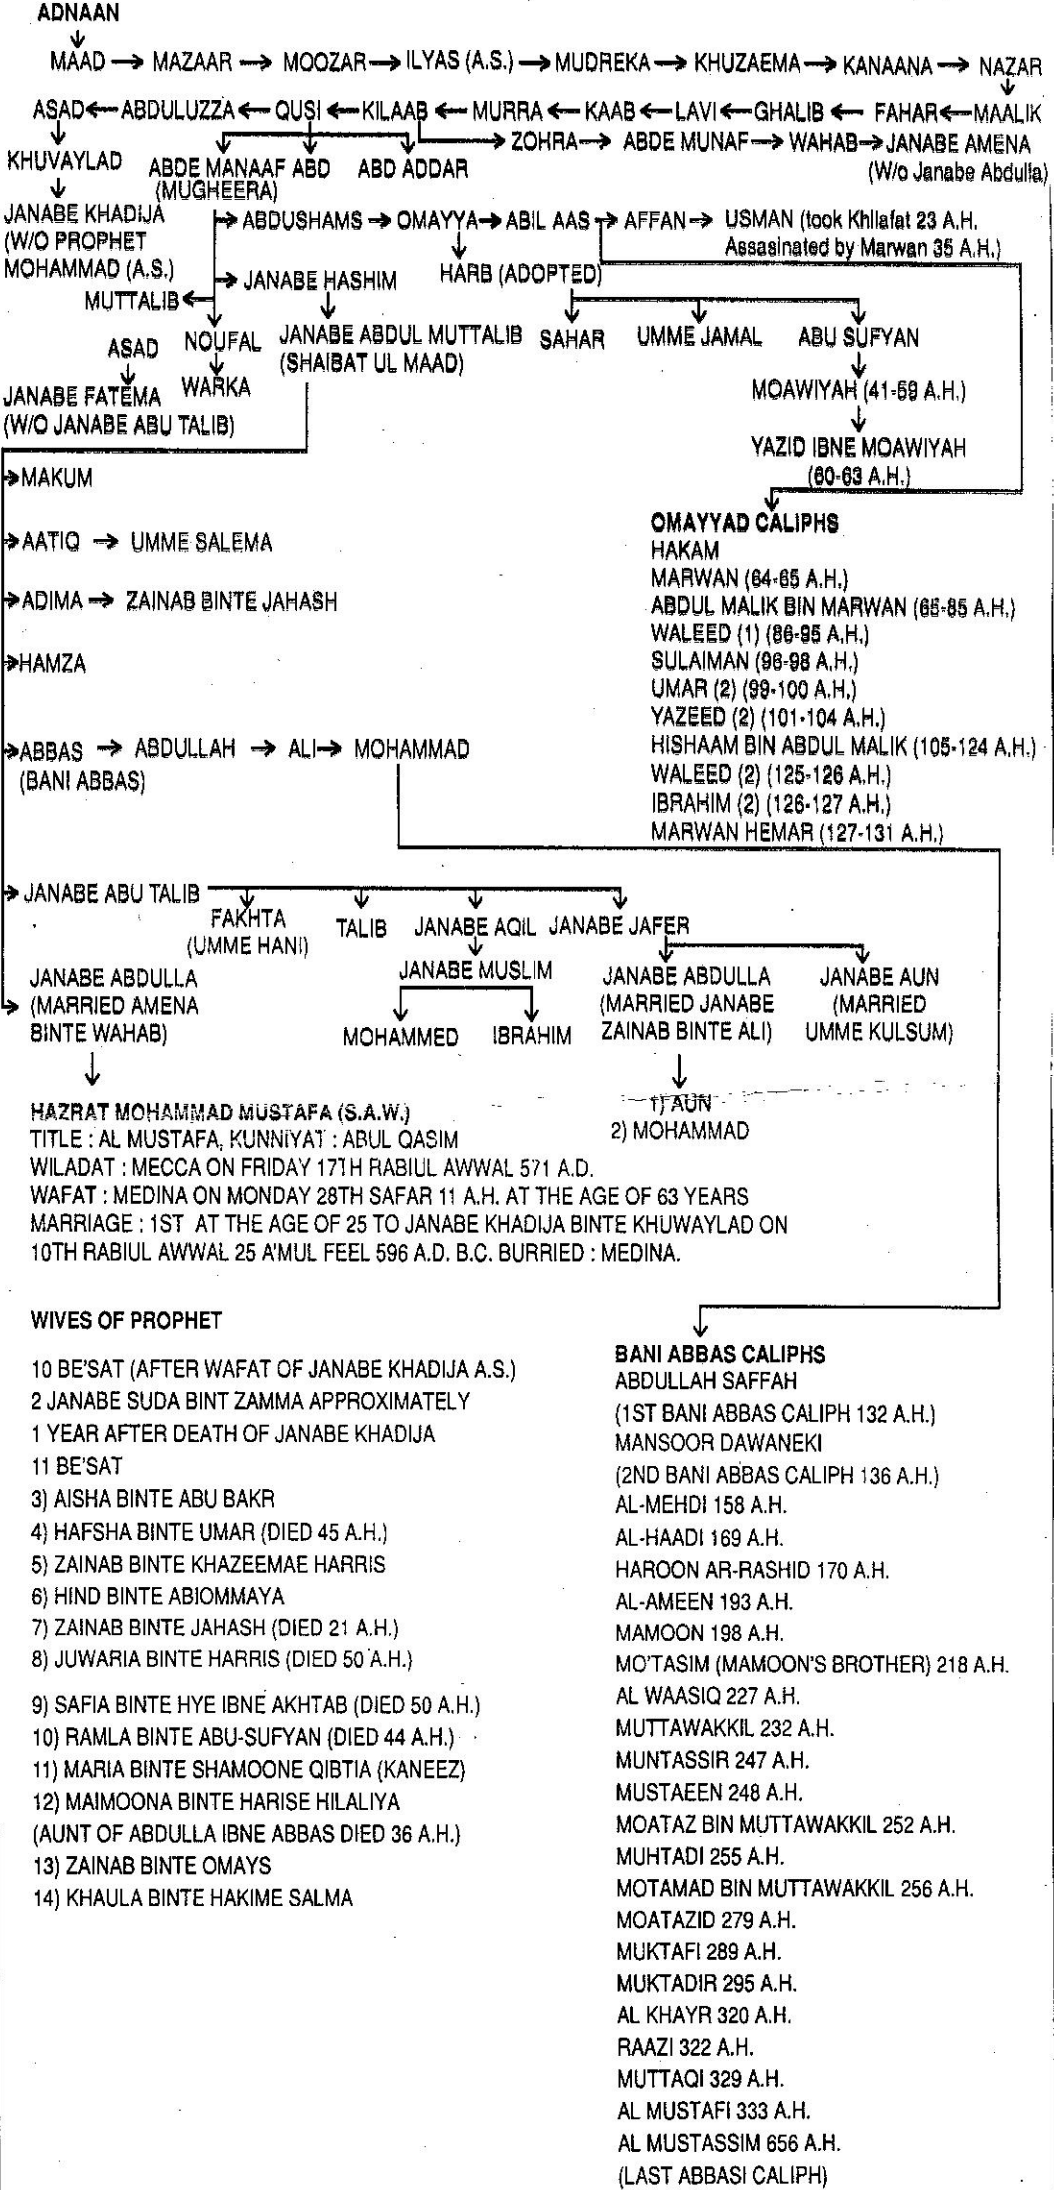 ADNAAN
MAAD → MAZAAR → MOOZAR → ILYAS (A.S.) → MUDREKA → KHUZAEMA → KANAANA → NAZAR
ASAD ← ABDULUZZA ← QUSI ← KILAAB ← MURRA ← KAAB ← LAVI ← GHALIB ← FAHAR ← MAALIK
ZOHRA → ABDE MUNAF → WAHAB → JANABE AMENA
(W/o Janabe Abdulla)
KHUVAYLAD
ABDE MANAAF ABD ABD ADDAR
(MUGHEERA)
JANABE KHADIJA
(W/O PROPHET
MOHAMMAD (A.S.)
ABDUSHAMS → OMAYYA → ABIL AAS → AFFAN → USMAN (took Khilafat 23 A.H.
Assasinated by Marwan 35 A.H.)
HARB (ADOPTED)
JANABE HASHIM
MUTTALIB
ASAD
NOUFAL
JANABE ABDUL MUTTALIB
(SHAIBAT UL MAAD)
SAHAR UMME JAMAL ABU SUFYAN
JANABE FATEMA
(W/O JANABE ABU TALIB)
WARKA
MOAWIYAH (41-59 A.H.)
YAZID IBNE MOAWIYAH
(60-63 A.H.)
MAKUM
AATIQ → UMME SALEMA
ADIMA → ZAINAB BINTE JAHASH
HAMZA
ABBAS → ABDULLAH → ALI → MOHAMMAD
(BANI ABBAS)
OMAYYAD CALIPHS
HAKAM
MARWAN (64-65 A.H.)
ABDUL MALIK BIN MARWAN (65-85 A.H.)
WALEED (1) (86-95 A.H.)
SULAIMAN (96-98 A.H.)
UMAR (2) (99-100 A.H.)
YAZEED (2) (101-104 A.H.)
HISHAAM BIN ABDUL MALIK (105-124 A.H.)
WALEED (2) (125-126 A.H.)
IBRAHIM (2) (126-127 A.H.)
MARWAN HEMAR (127-131 A.H.)
JANABE ABU TALIB
FAKHTA
(UMME HANI)
TALIB JANABE AQIL JANABE JAFER
JANABE MUSLIM
MOHAMMED IBRAHIM
JANABE ABDULLA
(MARRIED JANABE
ZAINAB BINTE ALI)
JANABE AUN
(MARRIED
UMME KULSUM)
1) AUN
2) MOHAMMAD
JANABE ABDULLA
(MARRIED AMENA
BINTE WAHAB)
HAZRAT MOHAMMAD MUSTAFA (S.A.W.)
TITLE : AL MUSTAFA, KUNNIYAT : ABUL QASIM
WILADAT : MECCA ON FRIDAY 17TH RABIUL AWWAL 571 A.D.
WAFAT : MEDINA ON MONDAY 28TH SAFAR 11 A.H. AT THE AGE OF 63 YEARS
MARRIAGE : 1ST AT THE AGE OF 25 TO JANABE KHADIJA BINTE KHUWAYLAD ON
10TH RABIUL AWWAL 25 A'MUL FEEL 596 A.D. B.C. BURRIED : MEDINA.
WIVES OF PROPHET
10 BE'SAT (AFTER WAFAT OF JANABE KHADIJA A.S.)
2 JANABE SUDA BINT ZAMMA APPROXIMATELY
1 YEAR AFTER DEATH OF JANABE KHADIJA
11 BE'SAT
3) AISHA BINTE ABU BAKR
4) HAFSHA BINTE UMAR (DIED 45 A.H.)
5) ZAINAB BINTE KHAZEEMAE HARRIS
6) HIND BINTE ABIOMMAYA
7) ZAINAB BINTE JAHASH (DIED 21 A.H.)
8) JUWARIA BINTE HARRIS (DIED 50 A.H.)
9) SAFIA BINTE HYE IBNE AKHTAB (DIED 50 A.H.)
10) RAMLA BINTE ABU-SUFYAN (DIED 44 A.H.)
11) MARIA BINTE SHAMOONE QIBTIA (KANEEZ)
12) MAIMOONA BINTE HARISE HILALIYA
(AUNT OF ABDULLA IBNE ABBAS DIED 36 A.H.)
13) ZAINAB BINTE OMAYS
14) KHAULA BINTE HAKIME SALMA
BANI ABBAS CALIPHS
ABDULLAH SAFFAH
(1ST BANI ABBAS CALIPH 132 A.H.)
MANSOOR DAWANEKI
(2ND BANI ABBAS CALIPH 136 A.H.)
AL-MEHDI 158 A.H.
AL-HAADI 169 A.H.
HAROON AR-RASHID 170 A.H.
AL-AMEEN 193 A.H.
MAMOON 198 A.H.
MO'TASIM (MAMOON'S BROTHER) 218 A.H.
AL WAASIQ 227 A.H.
MUTTAWAKKIL 232 A.H.
MUNTASSIR 247 A.H.
MUSTAEEN 248 A.H.
MOATAZ BIN MUTTAWAKKIL 252 A.H.
MUHTADI 255 A.H.
MOTAMAD BIN MUTTAWAKKIL 256 A.H.
MOATAZID 279 A.H.
MUKTAFI 289 A.H.
MUKTADIR 295 A.H.
AL KHAYR 320 A.H.
RAAZI 322 A.H.
MUTTAQI 329 A.H.
AL MUSTAFI 333 A.H.
AL MUSTASSIM 656 A.H.
(LAST ABBASI CALIPH)